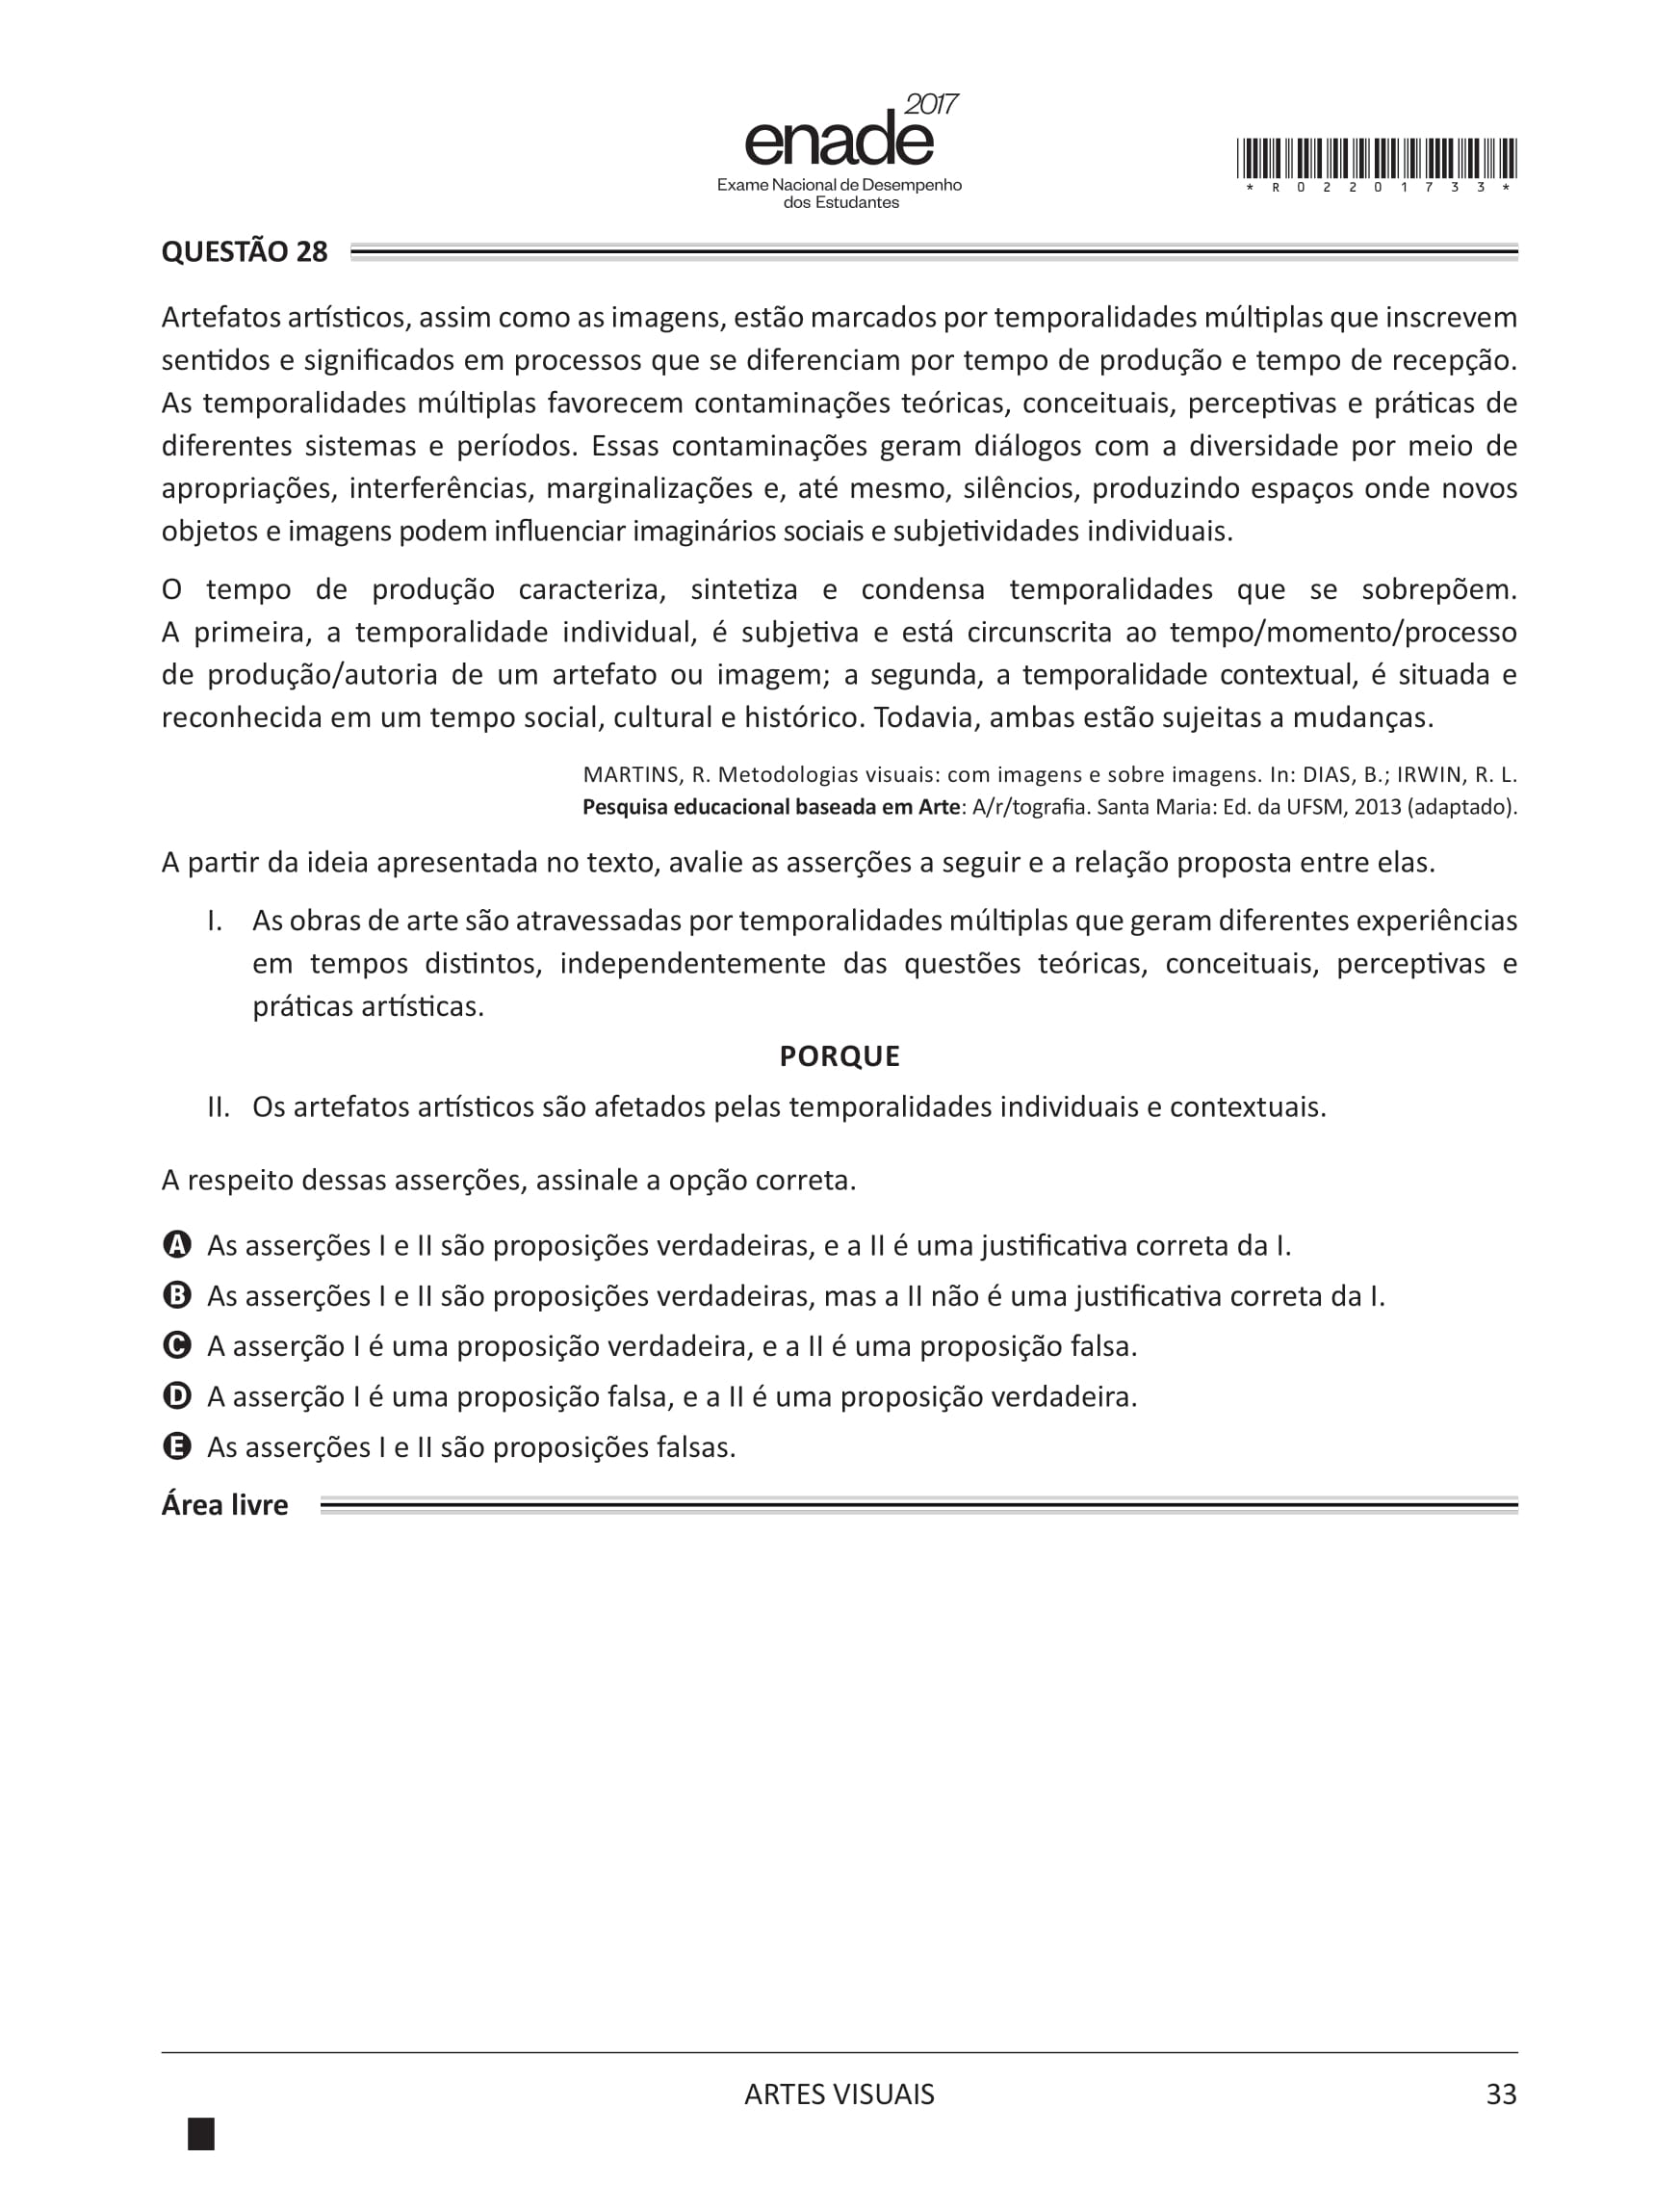 2017
enade
Exame Nacional de Desempenho
dos Estudantes
*R02201733*
QUESTÃO 28
Artefatos artísticos, assim como as imagens, estão marcados por temporalidades múltiplas que inscrevem
sentidos e significados em processos que se diferenciam por tempo de produção e tempo de recepção.
As temporalidades múltiplas favorecem contaminações teóricas, conceituais, perceptivas e práticas de
diferentes sistemas e períodos. Essas contaminações geram diálogos com a diversidade por meio de
apropriações, interferências, marginalizações e, até mesmo, silêncios, produzindo espaços onde novos
objetos e imagens podem influenciar imaginários sociais e subjetividades individuais.
O tempo de produção caracteriza, sintetiza e condensa temporalidades que se sobrepõem.
A primeira, a temporalidade individual, é subjetiva e está circunscrita ao tempo/momento/processo
de produção/autoria de um artefato ou imagem; a segunda, a temporalidade contextual, é situada e
reconhecida em um tempo social, cultural e histórico. Todavia, ambas estão sujeitas a mudanças.
MARTINS, R. Metodologias visuais: com imagens e sobre imagens. In: DIAS, B.; IRWIN, R. L.
Pesquisa educacional baseada em Arte: A/r/tografia. Santa Maria: Ed. da UFSM, 2013 (adaptado).
A partir da ideia apresentada no texto, avalie as asserções a seguir e a relação proposta entre elas.
I. As obras de arte são atravessadas por temporalidades múltiplas que geram diferentes experiências
em tempos distintos, independentemente das questões teóricas, conceituais, perceptivas e
práticas artísticas.
PORQUE
II. Os artefatos artísticos são afetados pelas temporalidades individuais e contextuais.
A respeito dessas asserções, assinale a opção correta.
A As asserções I e II são proposições verdadeiras, e a II é uma justificativa correta da I.
B As asserções I e II são proposições verdadeiras, mas a II não é uma justificativa correta da I.
C A asserção I é uma proposição verdadeira, e a II é uma proposição falsa.
D A asserção I é uma proposição falsa, e a II é uma proposição verdadeira.
E As asserções I e II são proposições falsas.
Área livre
ARTES VISUAIS
33